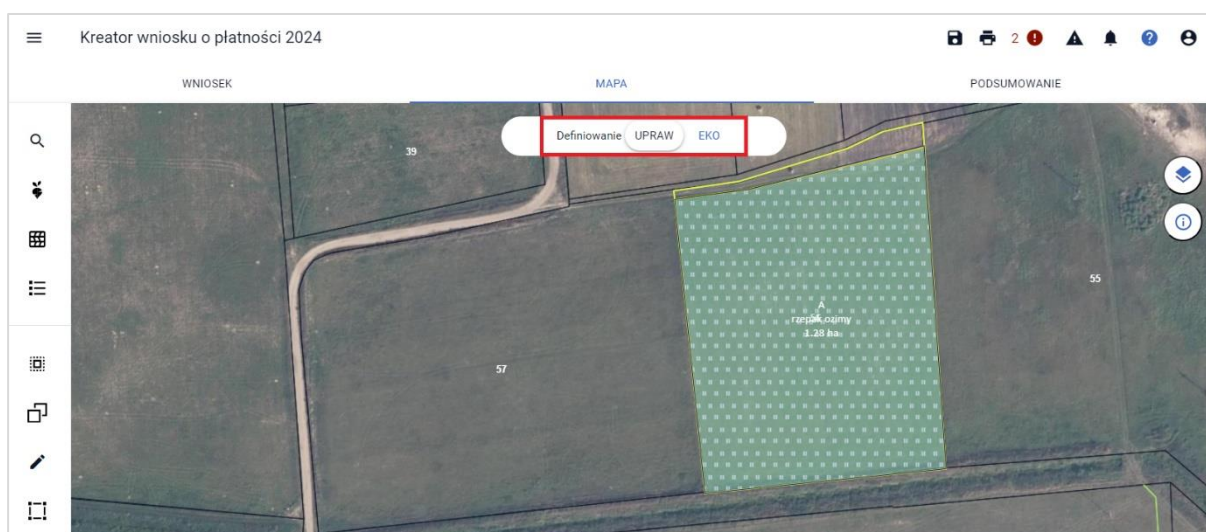 Kreator wniosku o płatności 2024
2
WNIOSEK
MAPA
PODSUMOWANIE
Definiowanie UPRAW EKO
39
55
A
rzepak ozimy
1.28 ha
57